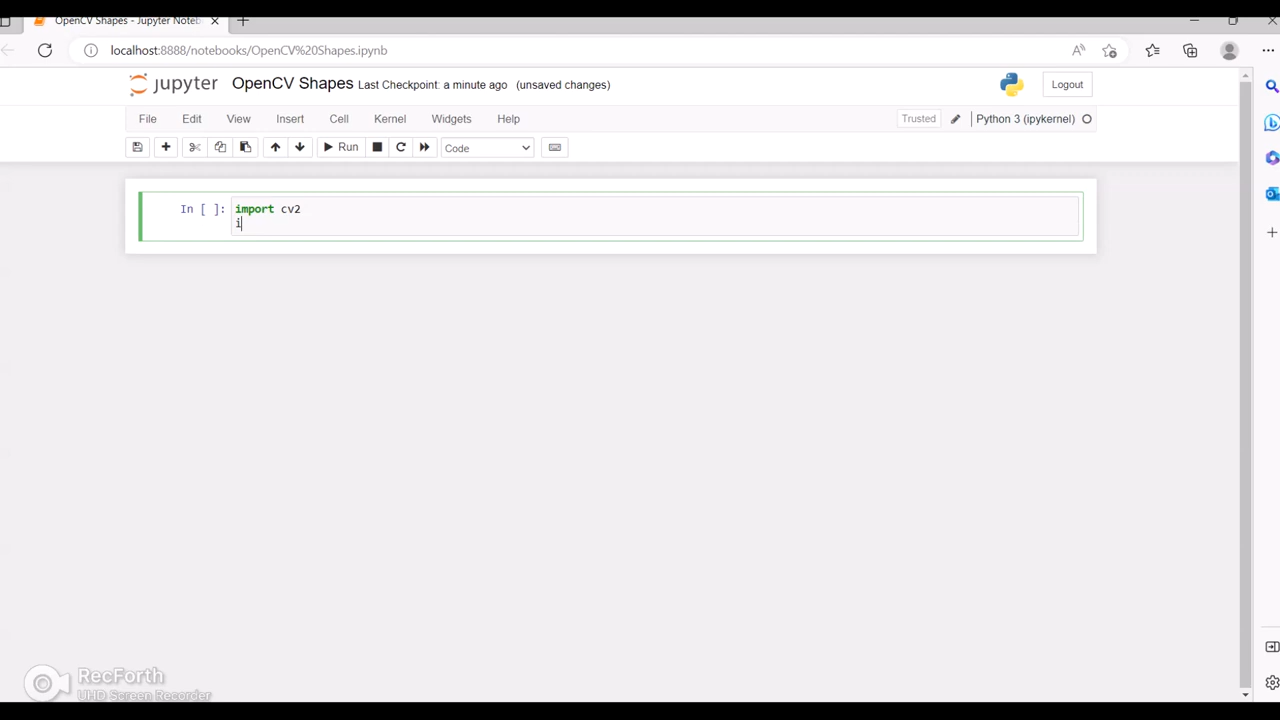 OpenCV Shapes - Jupyter Noteb
localhost:8888/notebooks/OpenCV%20Shapes.ipynb
jupyter OpenCV Shapes Last Checkpoint: a minute ago (unsaved changes) Logout
File Edit View Insert Cell Kernel Widgets Help Trusted Python 3 (ipykernel)
Run Code
In [ ]: import cv2
i
RecForth
UHD Screen Recorder